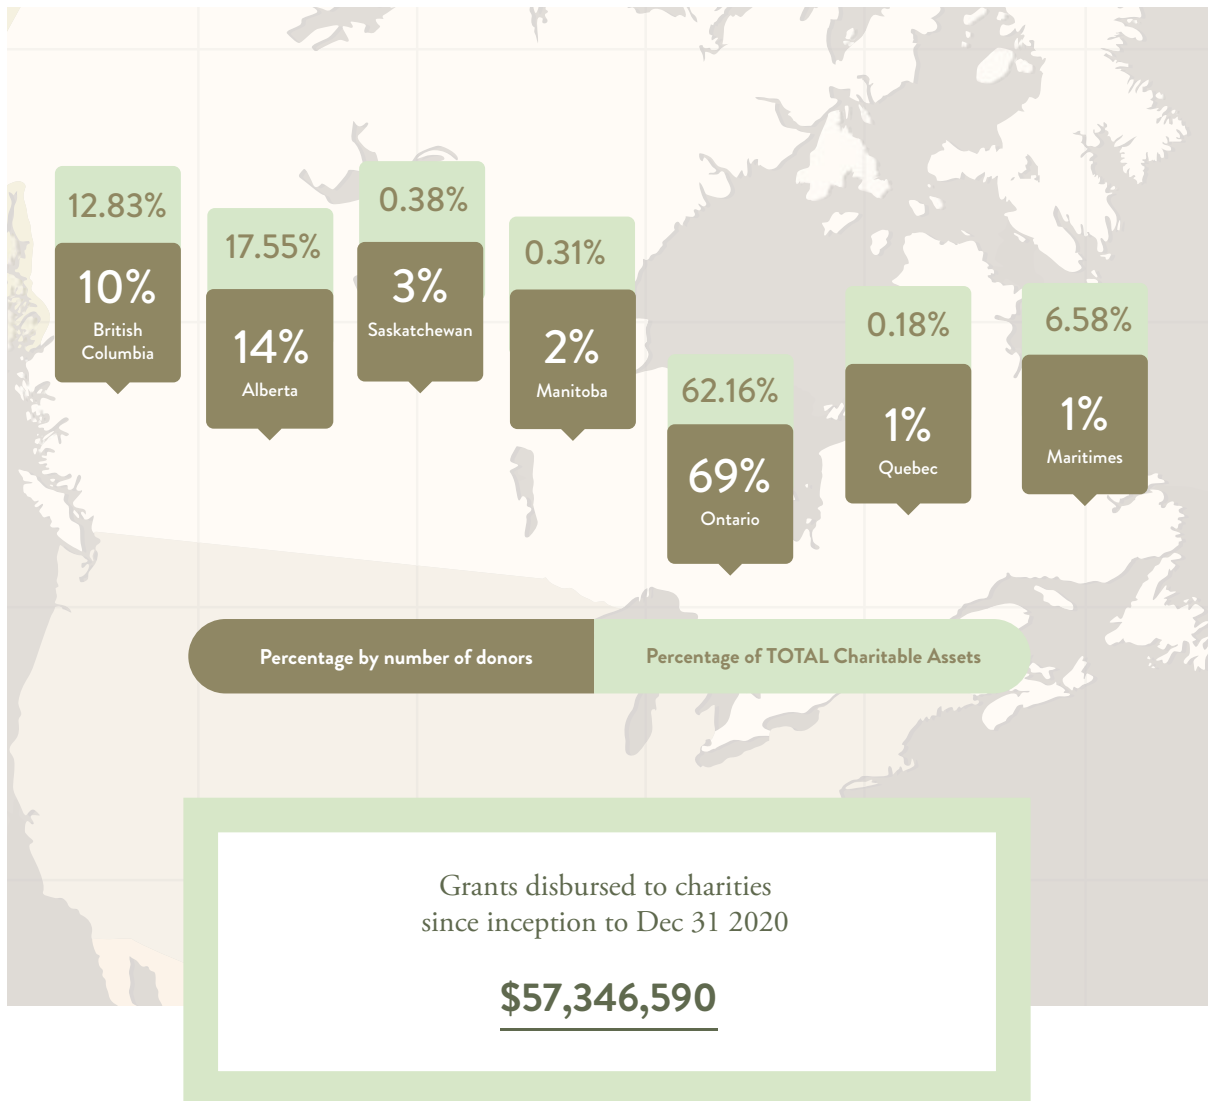 12.83%
10%
British
Columbia
17.55%
14%
Alberta
0.38%
3%
Saskatchewan
0.31%
2%
Manitoba
62.16%
69%
Ontario
0.18%
1%
Quebec
6.58%
1%
Maritimes
Percentage by number of donors
Percentage of TOTAL Charitable Assets
Grants disbursed to charities
since inception to Dec 31 2020
$57,346,590